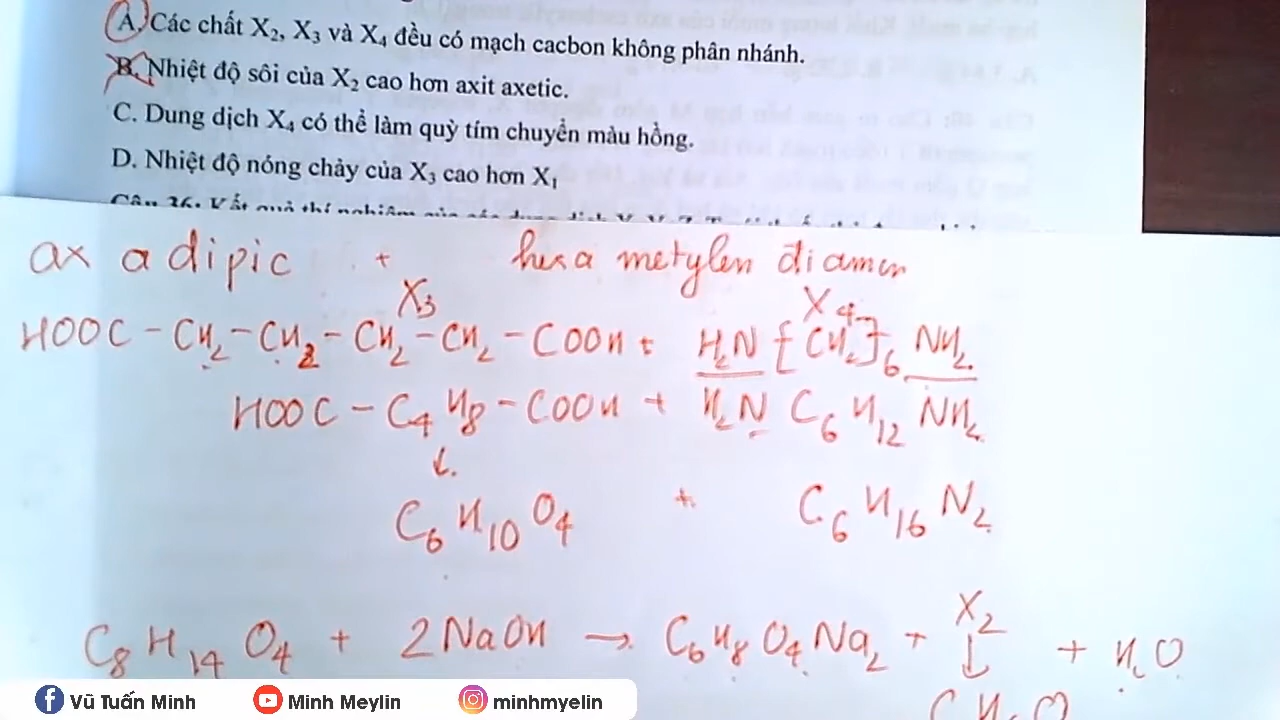 A. Các chất X2, X3 và X4 đều có mạch cacbon không phân nhánh.
B. Nhiệt độ sôi của X2 cao hơn axit axetic.
C. Dung dịch X4 có thể làm quỳ tím chuyển màu hồng.
D. Nhiệt độ nóng chảy của X3 cao hơn X1
ax adipic + hexa metylen điamin
X3 X4
HOOC - CH2 - CH2 - CH2 - CH2 - COOH + H2N [CH2]6 NH2
HOOC - C4H8 - COOH + H2N C6H12 NH2
C6H10O4 + C6H16N2
X2
C8H14O4 + 2NaOH → C6H8O4Na2 + ↓ + H2O
Vũ Tuấn Minh Minh Meylin minhmyelin